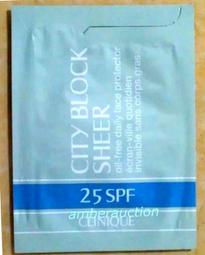 CITY BLOCK
SHEER
oil-free daily face protector
écran-ville quotidien
invisible sans corps gras
25 SPF
amberauction
CLINIQUE